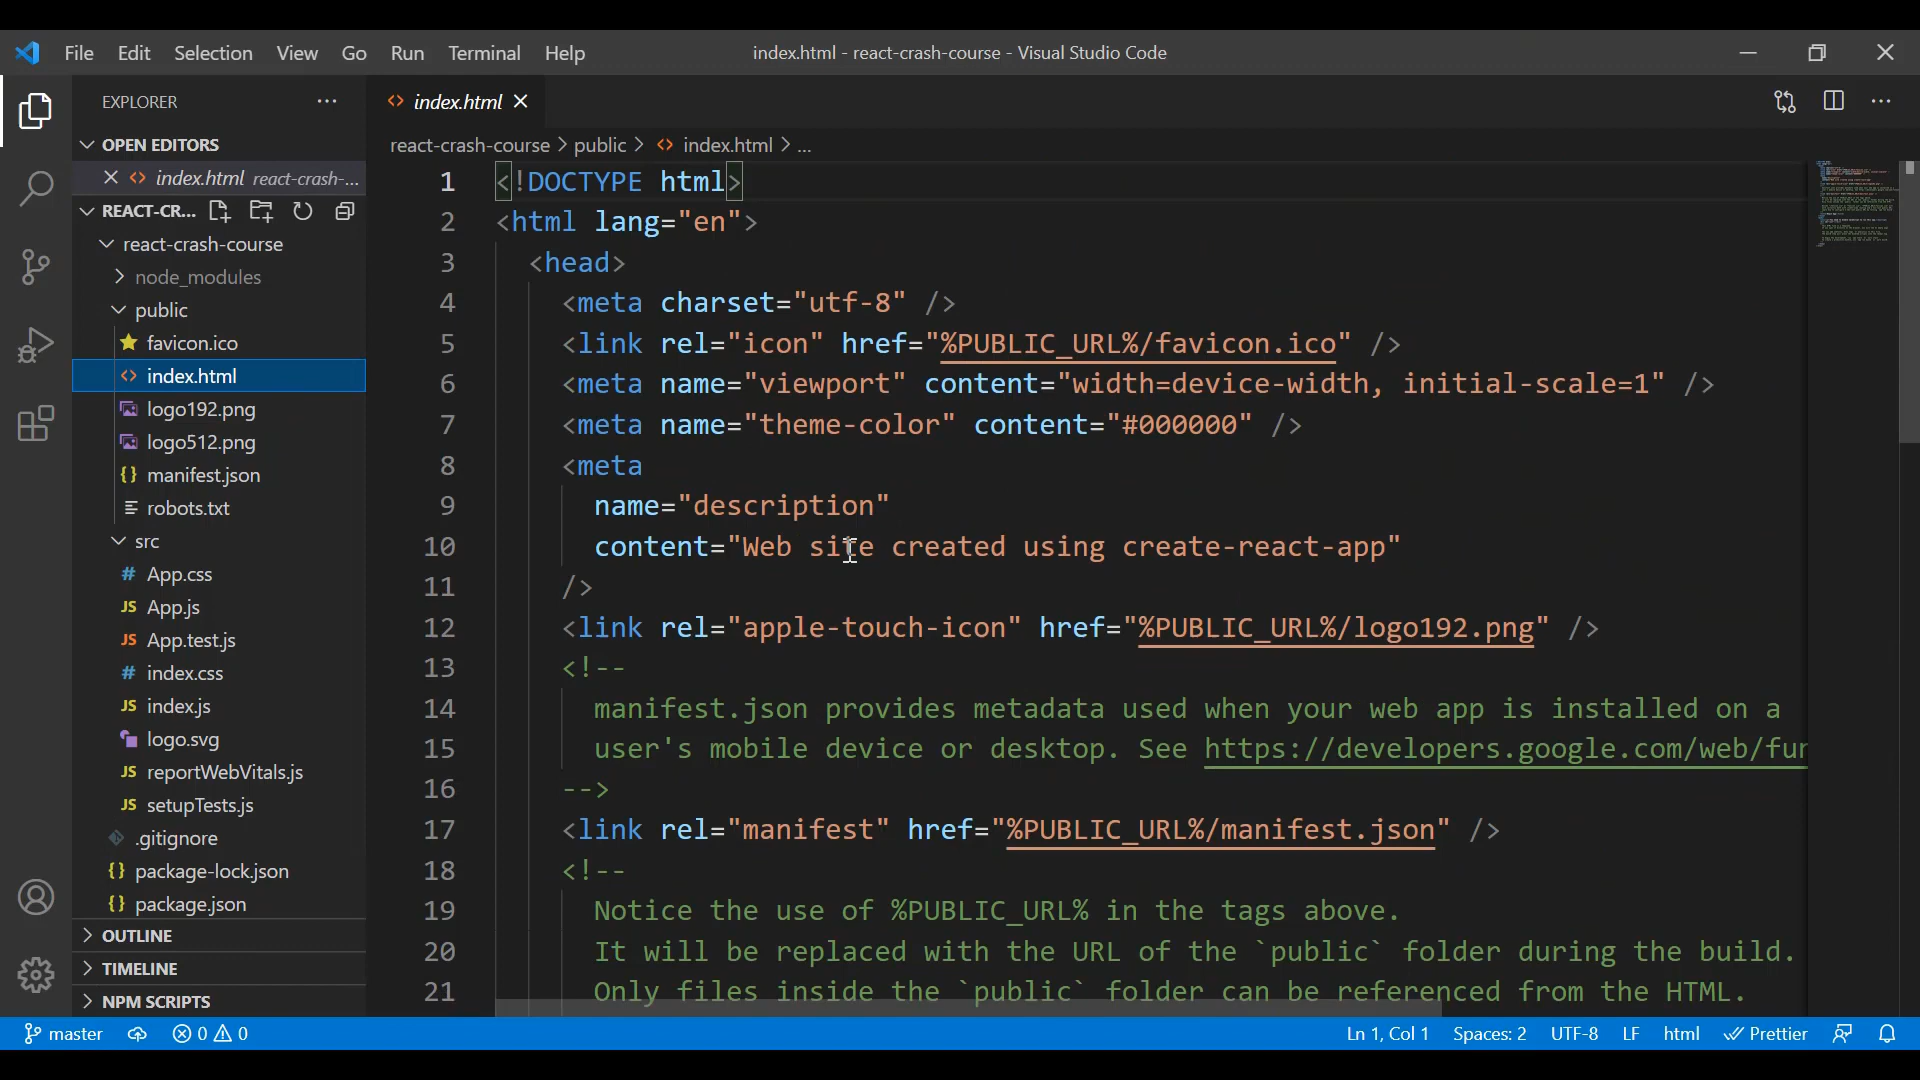 File Edit Selection View Go Run Terminal Help
index.html - react-crash-course - Visual Studio Code
EXPLORER
OPEN EDITORS
index.html react-crash-...
REACT-CR...
react-crash-course
node_modules
public
favicon.ico
index.html
logo192.png
logo512.png
manifest.json
robots.txt
src
App.css
App.js
App.test.js
index.css
index.js
logo.svg
reportWebVitals.js
setupTests.js
.gitignore
package-lock.json
package.json
OUTLINE
TIMELINE
NPM SCRIPTS
index.html
react-crash-course > public > index.html > ...
1 <!DOCTYPE html>
2 <html lang="en">
3 <head>
4 <meta charset="utf-8" />
5 <link rel="icon" href="%PUBLIC_URL%/favicon.ico" />
6 <meta name="viewport" content="width=device-width, initial-scale=1" />
7 <meta name="theme-color" content="#000000" />
8 <meta
9 name="description"
10 content="Web site created using create-react-app"
11 />
12 <link rel="apple-touch-icon" href="%PUBLIC_URL%/logo192.png" />
13 <!--
14 manifest.json provides metadata used when your web app is installed on a
15 user's mobile device or desktop. See https://developers.google.com/web/fur
16 -->
17 <link rel="manifest" href="%PUBLIC_URL%/manifest.json" />
18 <!--
19 Notice the use of %PUBLIC_URL% in the tags above.
20 It will be replaced with the URL of the `public` folder during the build.
21 Only files inside the `public` folder can be referenced from the HTML.
master 0 0 Ln 1, Col 1 Spaces: 2 UTF-8 LF html Prettier